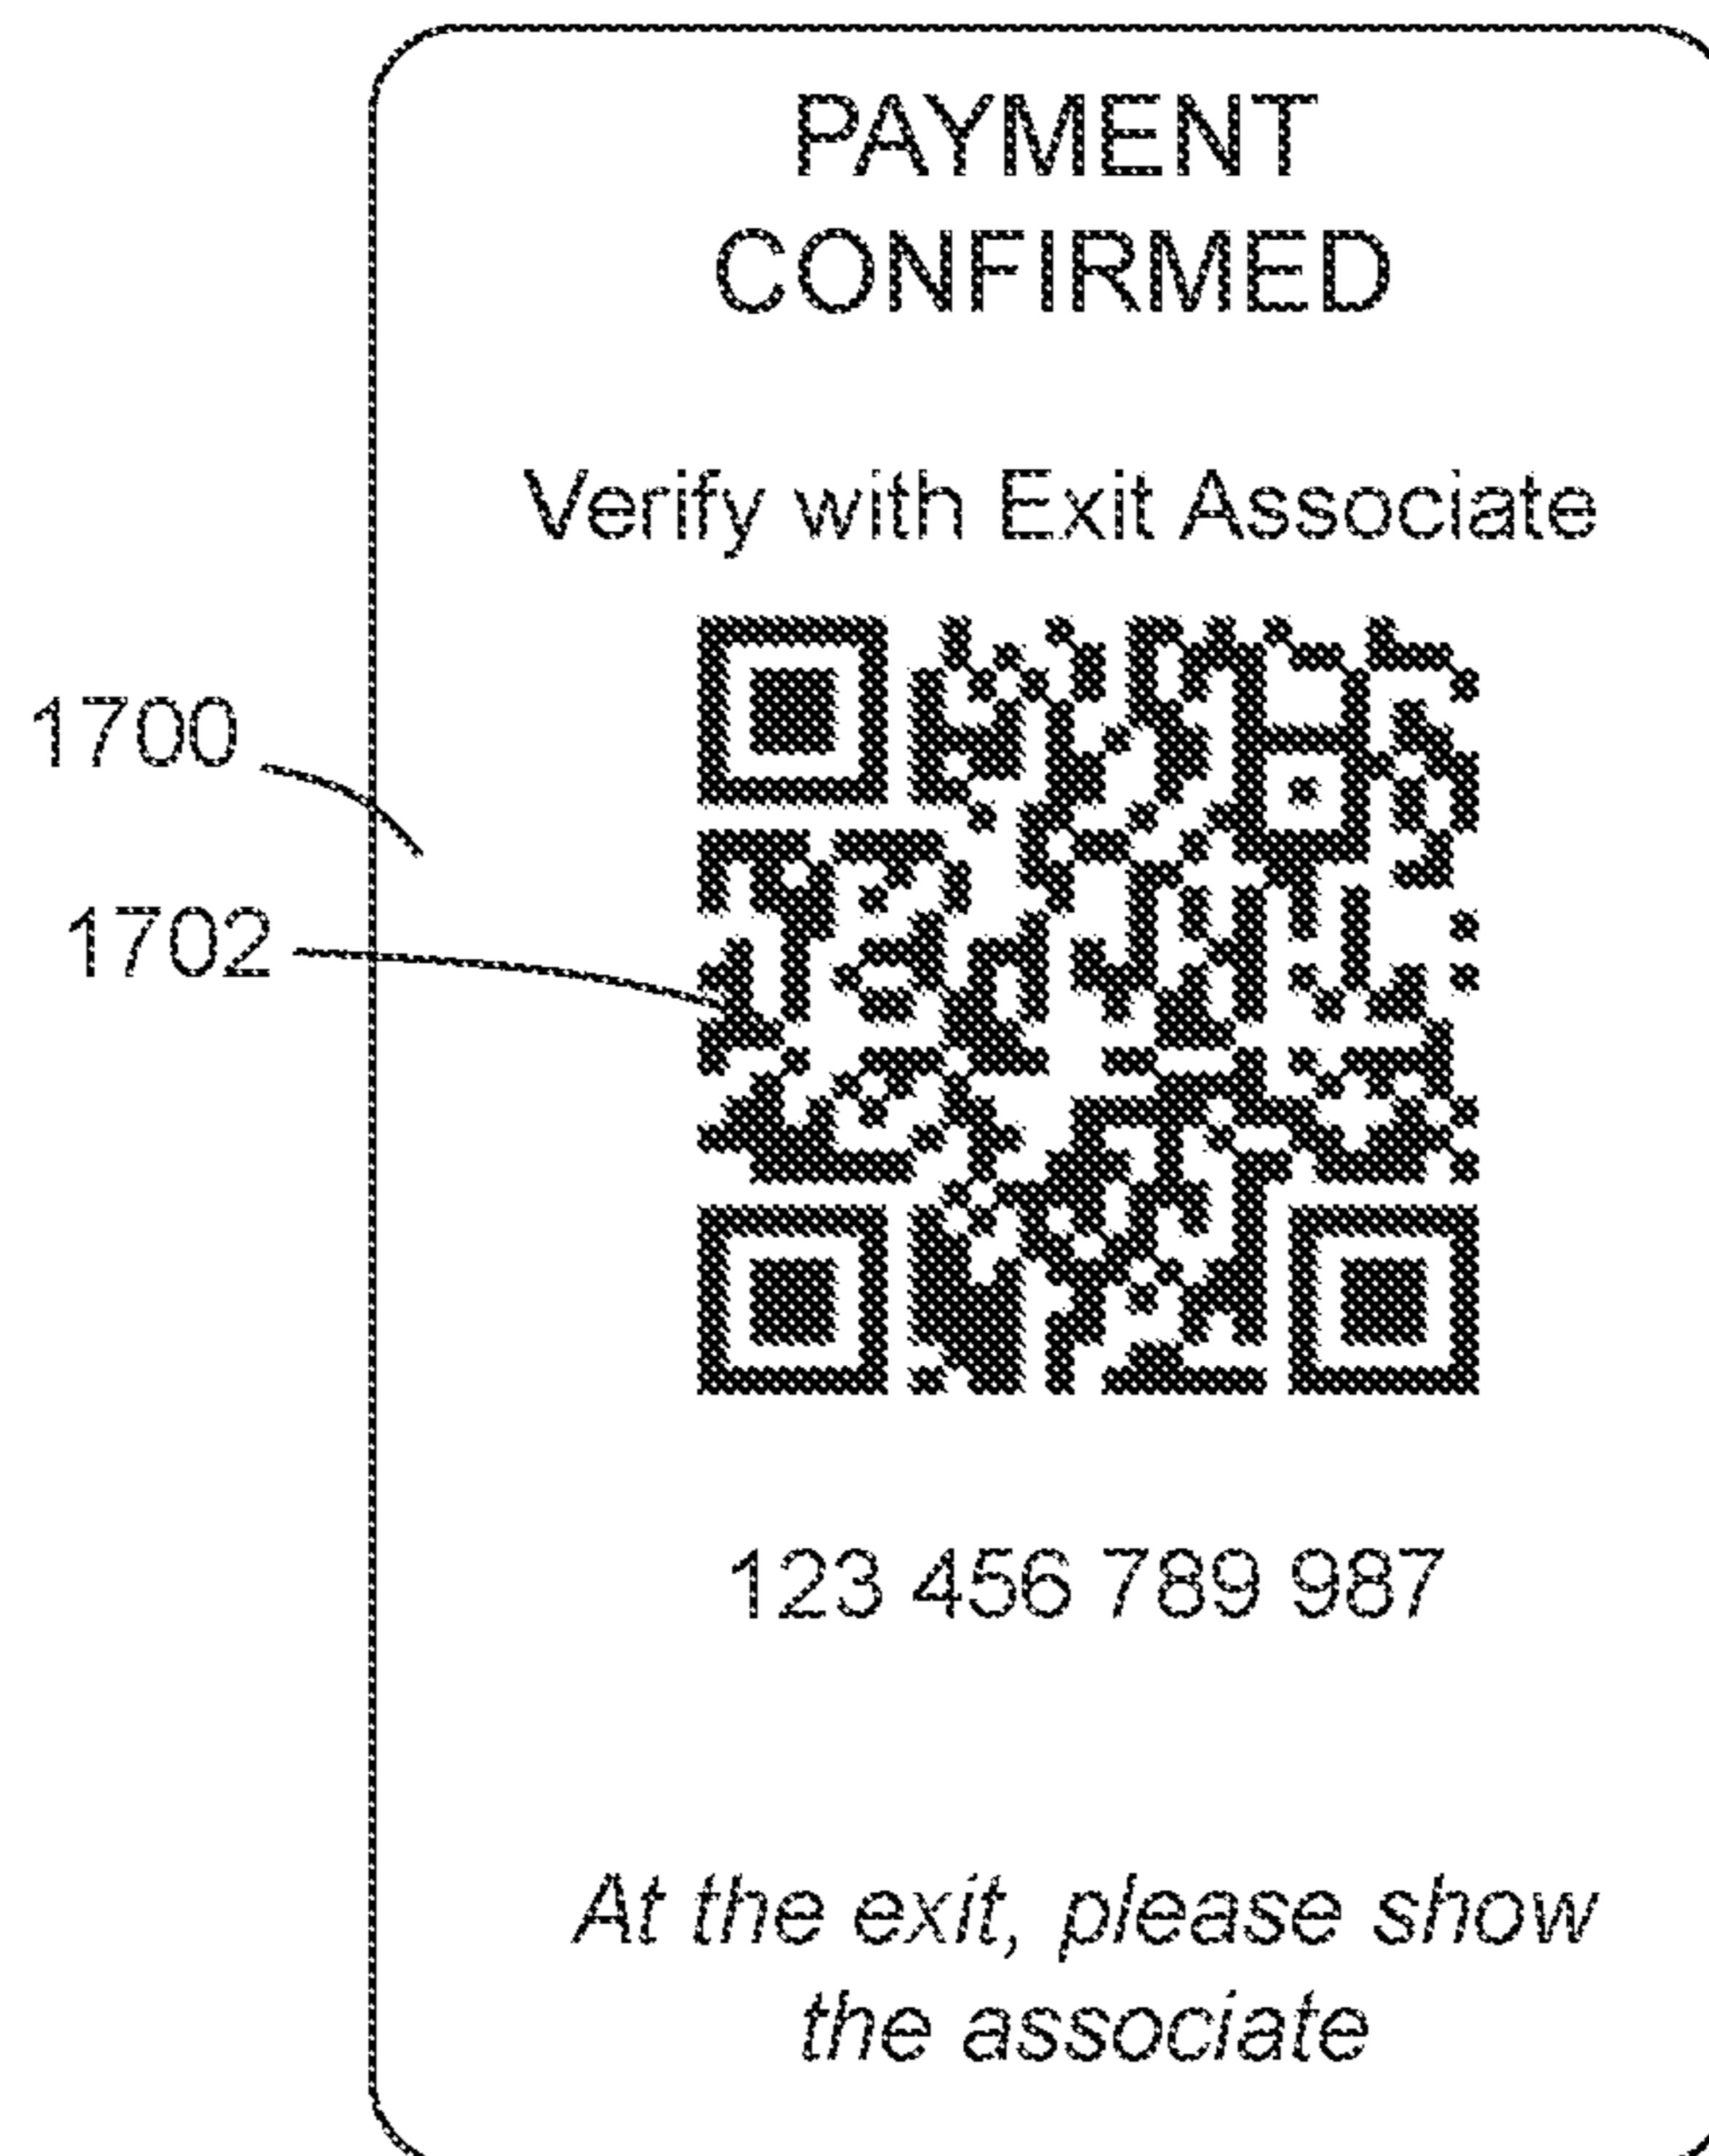 PAYMENT
CONFIRMED
Verify with Exit Associate
1700
1702
123 456 789 987
At the exit, please show
the associate